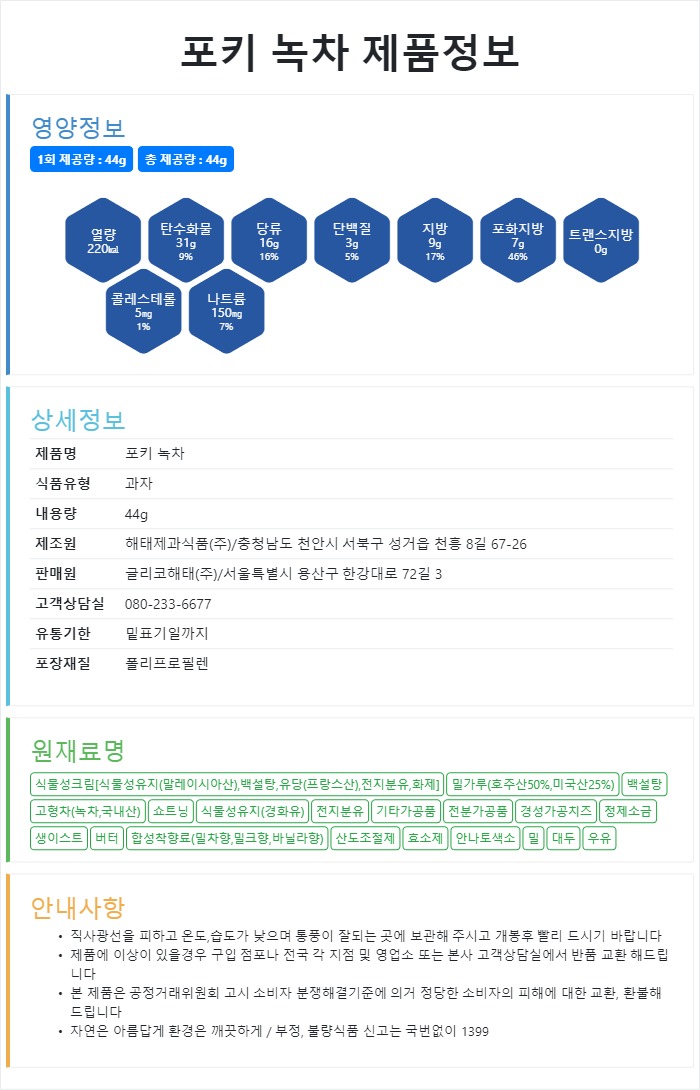 포키 녹차 제품정보
영양정보
1회 제공량 : 44g 총 제공량 : 44g
열량
220㎉
탄수화물
31g
9%
당류
16g
16%
단백질
3g
5%
지방
9g
17%
포화지방
7g
46%
트랜스지방
0g
콜레스테롤
5㎎
1%
나트륨
150㎎
7%
상세정보
제품명 포키 녹차
식품유형 과자
내용량 44g
제조원 해태제과식품(주)/충청남도 천안시 서북구 성거읍 천흥 8길 67-26
판매원 글리코해태(주)/서울특별시 용산구 한강대로 72길 3
고객상담실 080-233-6677
유통기한 밑표기일까지
포장재질 폴리프로필렌
원재료명
식물성크림[식물성유지(말레이시아산),백설탕,유당(프랑스산),전지분유,화제] 밀가루(호주산50%,미국산25%) 백설탕
고형차(녹차,국내산) 쇼트닝 식물성유지(경화유) 전지분유 기타가공품 전분가공품 경성가공치즈 정제소금
생이스트 버터 합성착향료(밀차향,밀크향,바닐라향) 산도조절제 효소제 안나토색소 밀 대두 우유
안내사항
• 직사광선을 피하고 온도,습도가 낮으며 통풍이 잘되는 곳에 보관해 주시고 개봉후 빨리 드시기 바랍니다
• 제품에 이상이 있을경우 구입 점포나 전국 각 지점 및 영업소 또는 본사 고객상담실에서 반품 교환 해드립
니다
• 본 제품은 공정거래위원회 고시 소비자 분쟁해결기준에 의거 정당한 소비자의 피해에 대한 교환, 환불해
드립니다
• 자연은 아름답게 환경은 깨끗하게 / 부정, 불량식품 신고는 국번없이 1399